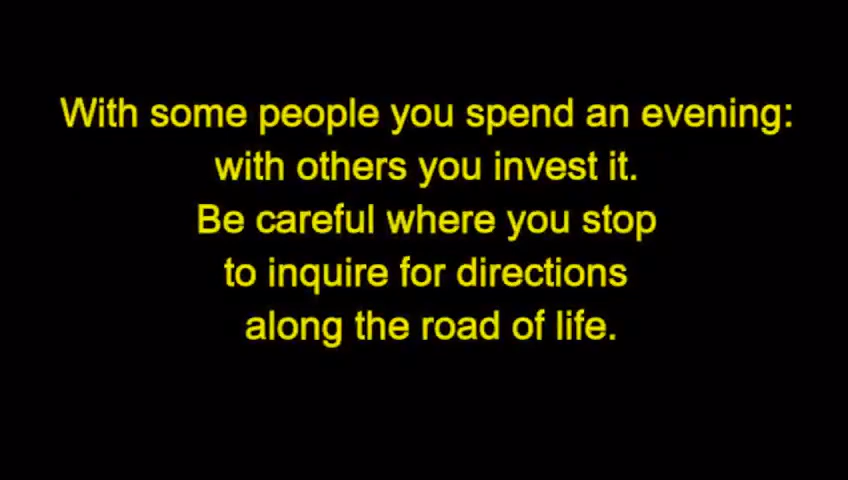 With some people you spend an evening:
with others you invest it.
Be careful where you stop
to inquire for directions
along the road of life.